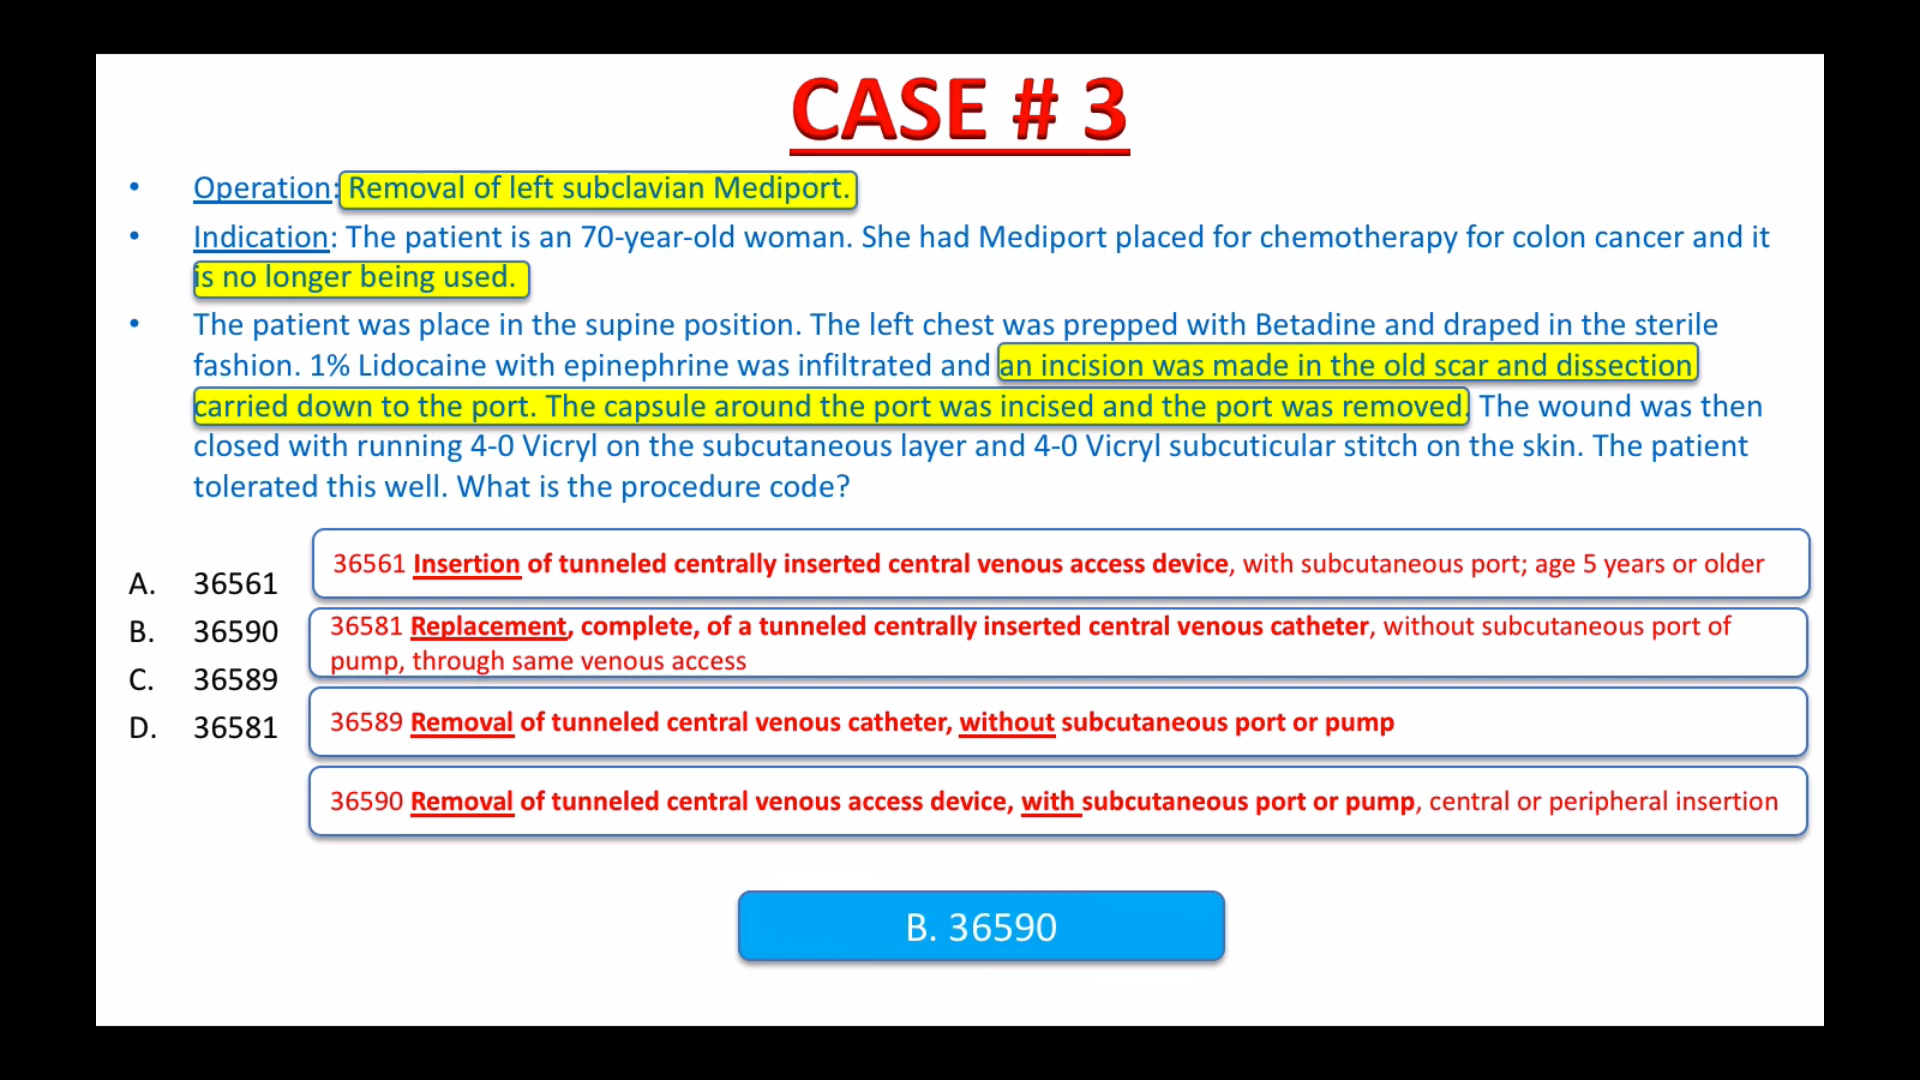 CASE # 3
• Operation: Removal of left subclavian Mediport.
• Indication: The patient is an 70-year-old woman. She had Mediport placed for chemotherapy for colon cancer and it
is no longer being used.
• The patient was place in the supine position. The left chest was prepped with Betadine and draped in the sterile
fashion. 1% Lidocaine with epinephrine was infiltrated and an incision was made in the old scar and dissection
carried down to the port. The capsule around the port was incised and the port was removed. The wound was then
closed with running 4-0 Vicryl on the subcutaneous layer and 4-0 Vicryl subcuticular stitch on the skin. The patient
tolerated this well. What is the procedure code?
A. 36561
B. 36590
C. 36589
D. 36581
36561 Insertion of tunneled centrally inserted central venous access device, with subcutaneous port; age 5 years or older
36581 Replacement, complete, of a tunneled centrally inserted central venous catheter, without subcutaneous port of
pump, through same venous access
36589 Removal of tunneled central venous catheter, without subcutaneous port or pump
36590 Removal of tunneled central venous access device, with subcutaneous port or pump, central or peripheral insertion
B. 36590